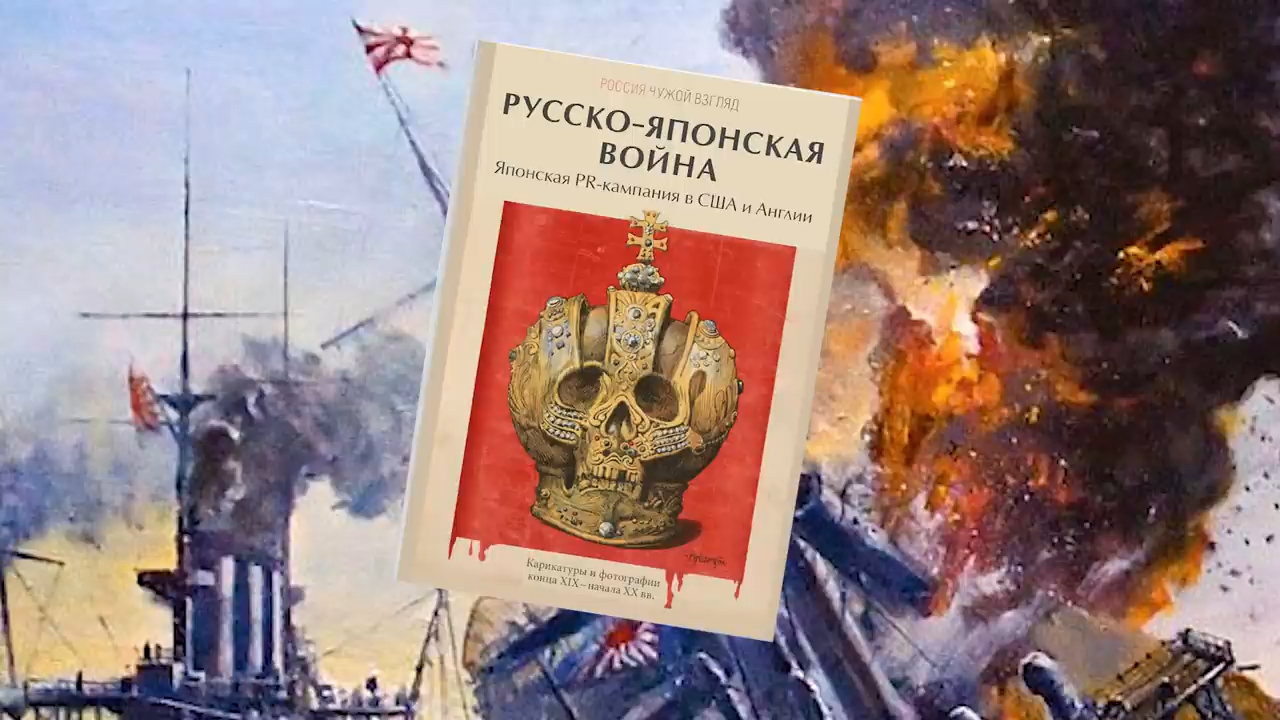 РОССИЯ ЧУЖОЙ ВЗГЛЯД
РУССКО-ЯПОНСКАЯ
ВОЙНА
Японская PR-кампания в США и Англии
Карикатуры и фотографии
конца XIX – начала XX вв.